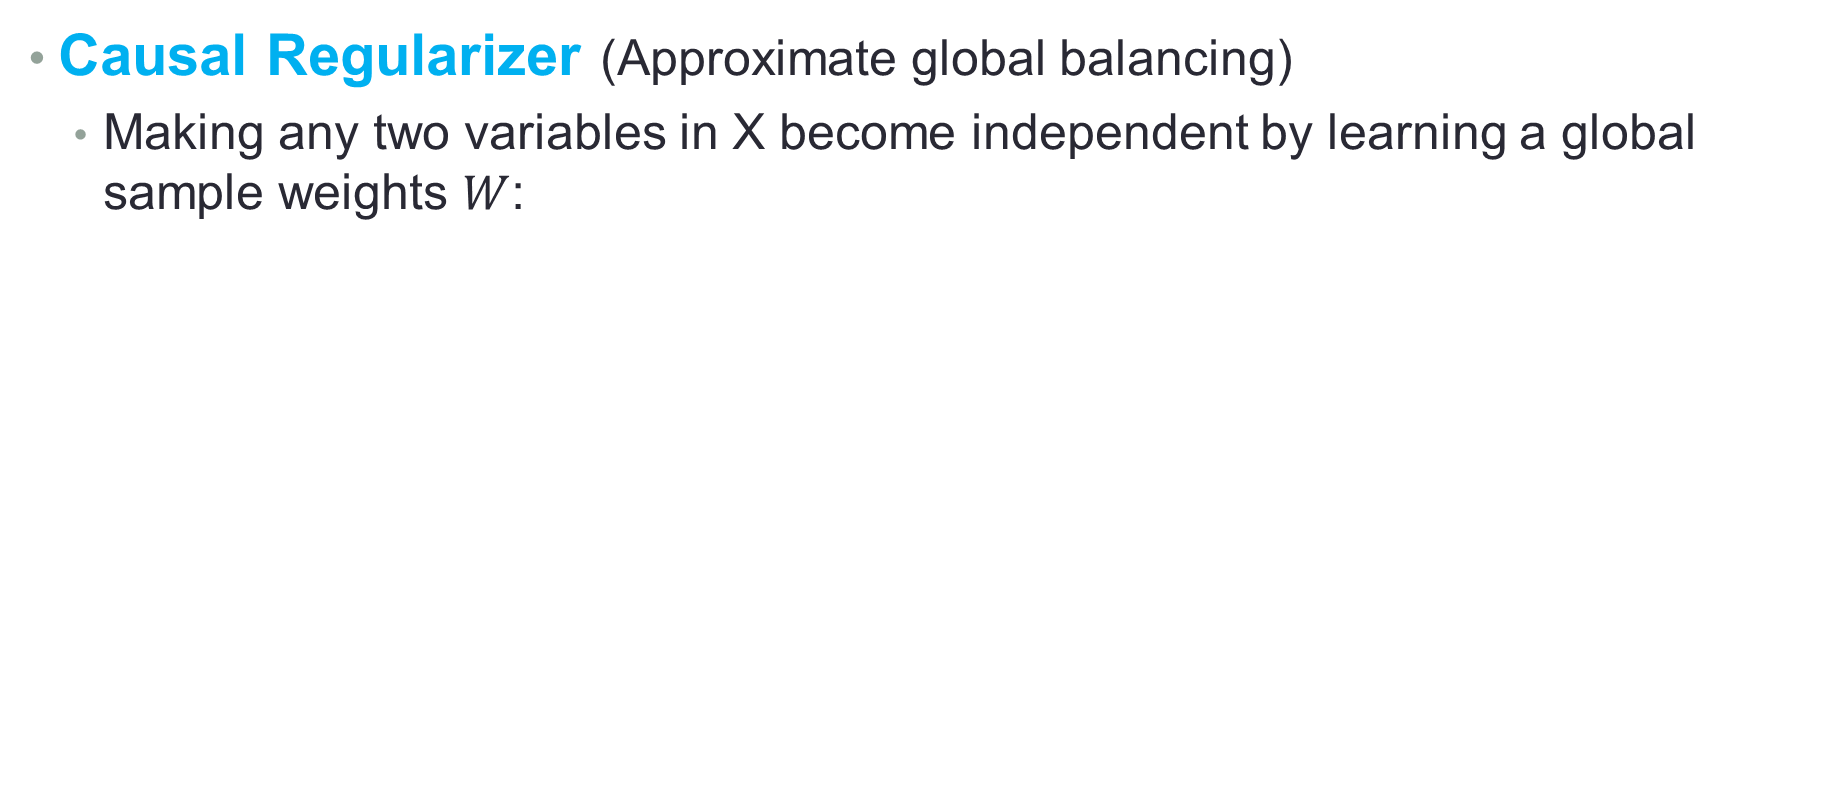 • Causal Regularizer (Approximate global balancing)
• Making any two variables in X become independent by learning a global
sample weights W: